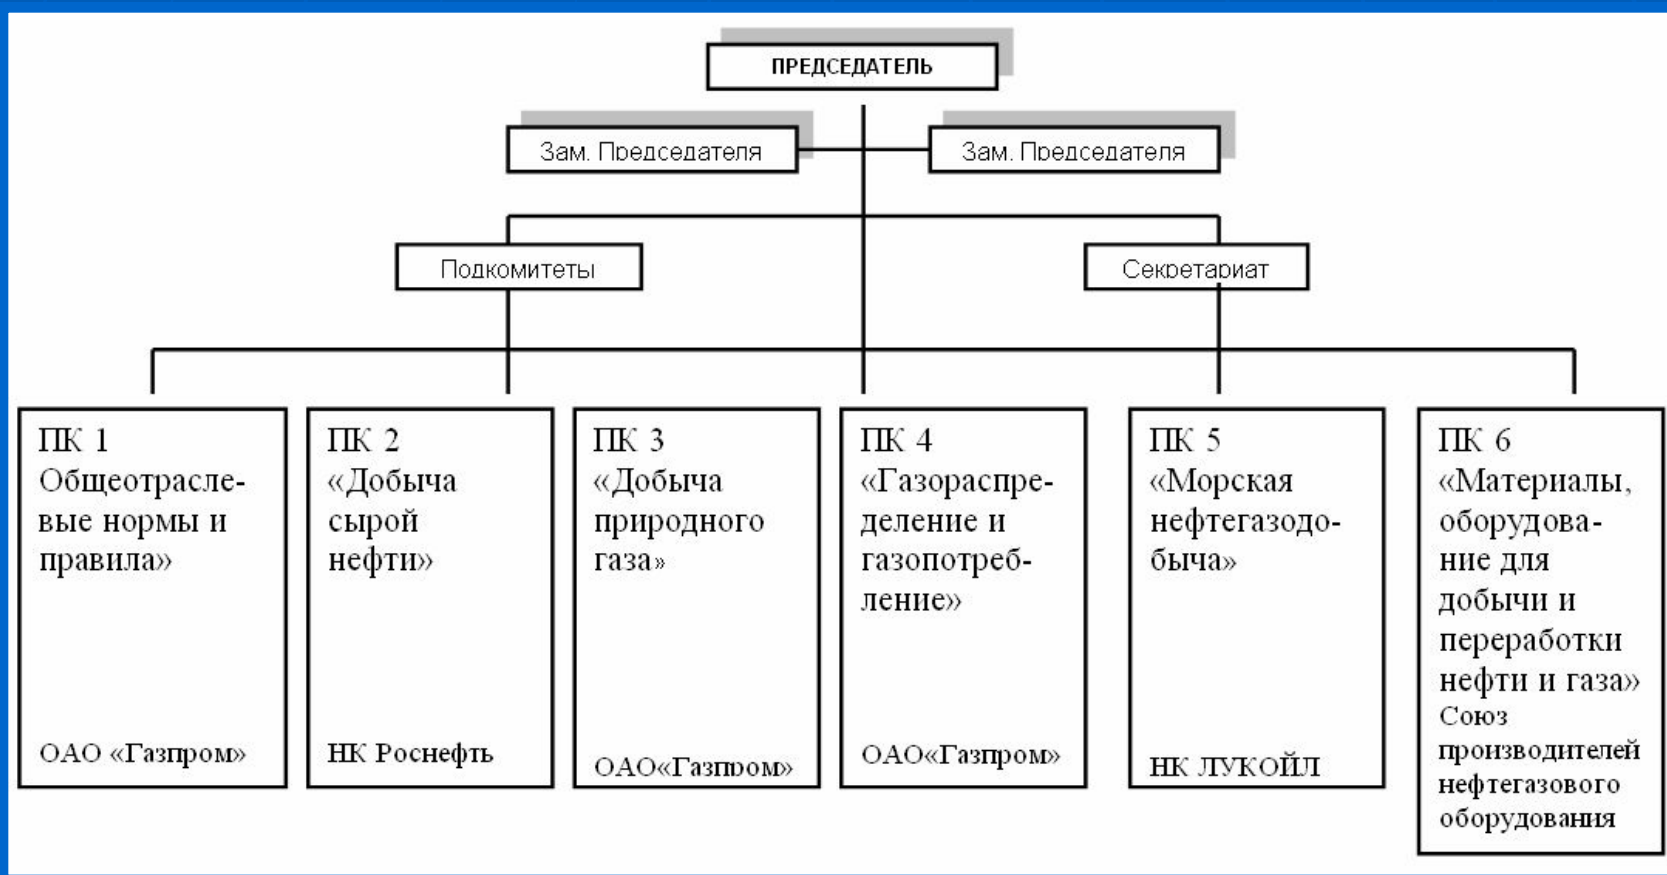 ПРЕДСЕДАТЕЛЬ
Зам. Председателя
Зам. Председателя
Подкомитеты
Секретариат
ПК 1
Общеотрасле-
вые нормы и
правила»
ОАО «Газпром»
ПК 2
«Добыча
сырой
нефти»
НК Роснефть
ПК 3
«Добыча
природного
газа»
ОАО«Газпром»
ПК 4
«Газораспре-
деление и
газопотреб-
ление»
ОАО«Газпром»
ПК 5
«Морская
нефтегазодо-
быча»
НК ЛУКОЙЛ
ПК 6
«Материалы,
оборудова-
ние для
добычи и
переработки
нефти и газа»
Союз
производителей
нефтегазового
оборудования